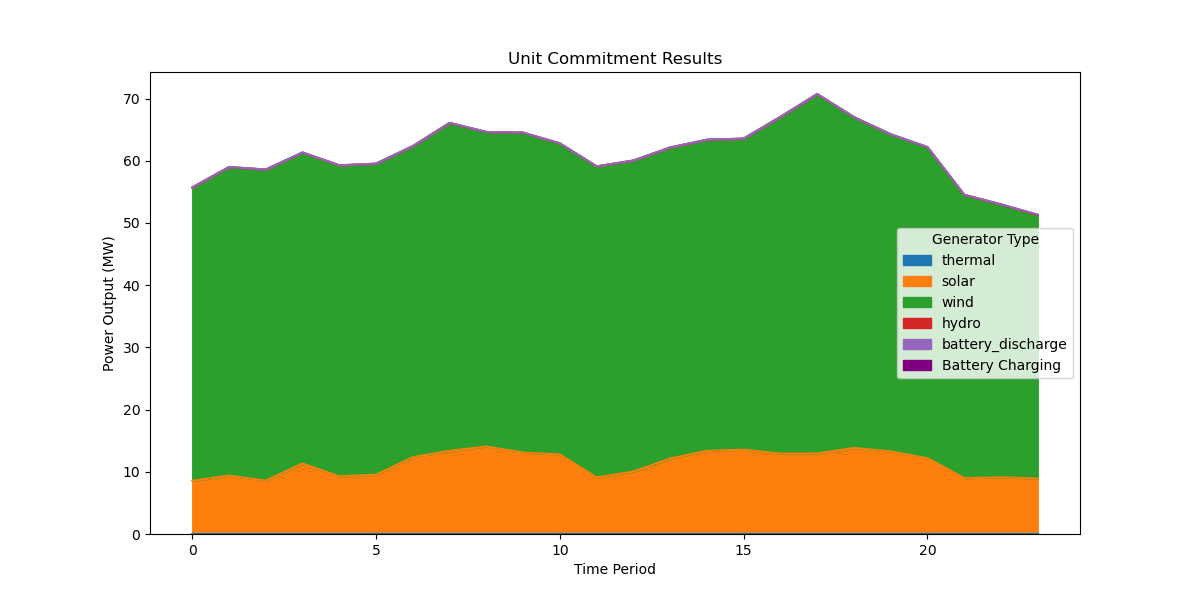 Unit Commitment Results
Power Output (MW)
70
60
50
40
30
20
10
0
Generator Type
thermal
solar
wind
hydro
battery_discharge
Battery Charging
0 5 10 15 20
Time Period